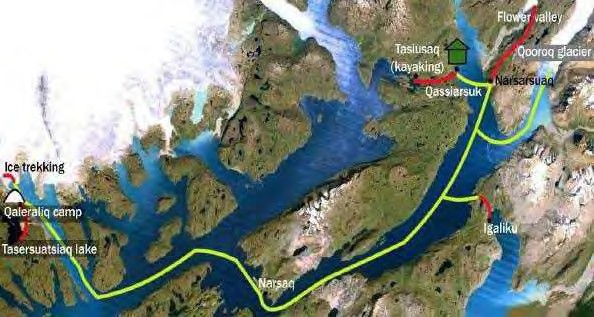 Flower valley
Tasiusaq
(kayaking)
Qooroq glacier
Qassiarsuk
Narsarsuaq
Ice trekking
Qaleraliq camp
Tasersuatsiaq lake
Igaliku
Narsaq